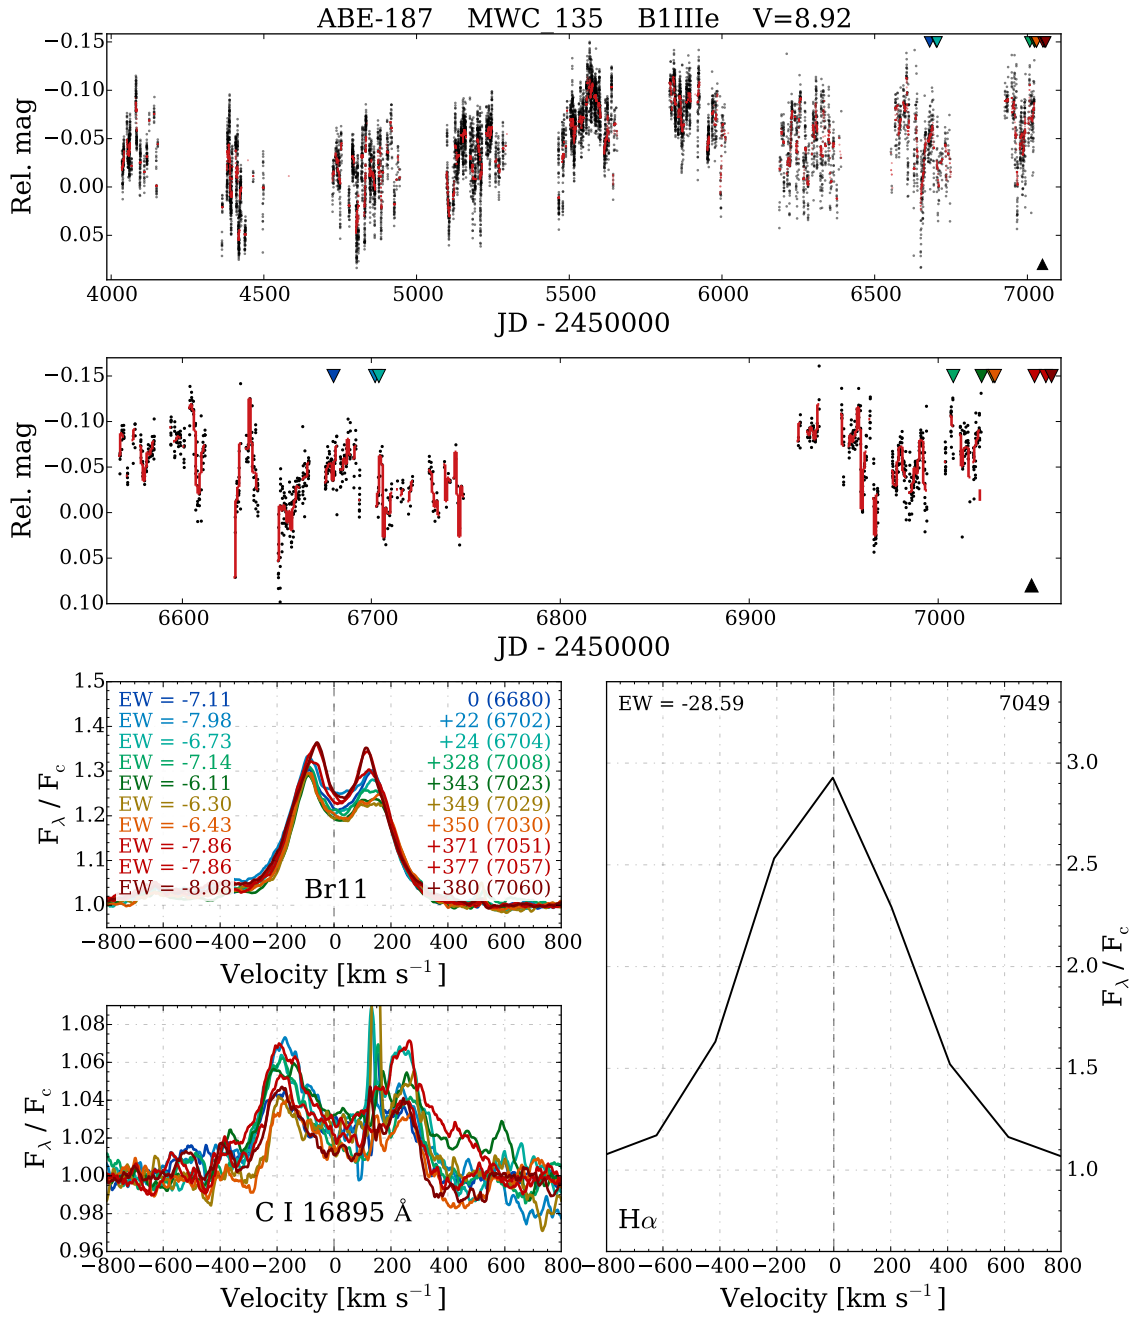 ABE-187 MWC_135 B1IIIe V=8.92
Rel. mag
−0.15
−0.10
−0.05
0.00
0.05
4000 4500 5000 5500 6000 6500 7000
JD - 2450000
Rel. mag
−0.15
−0.10
−0.05
0.00
0.05
0.10
6600 6700 6800 6900 7000
JD - 2450000
F_λ / F_c
1.5
1.4
1.3
1.2
1.1
1.0
EW = -7.11 0 (6680)
EW = -7.98 +22 (6702)
EW = -6.73 +24 (6704)
EW = -7.14 +328 (7008)
EW = -6.11 +343 (7023)
EW = -6.30 +349 (7029)
EW = -6.43 +350 (7030)
EW = -7.86 +371 (7051)
EW = -7.86 +377 (7057)
EW = -8.08 +380 (7060)
Br11
−800 −600 −400 −200 0 200 400 600 800
Velocity [km s⁻¹]
F_λ / F_c
1.08
1.06
1.04
1.02
1.00
0.98
0.96
C I 16895 Å
−800 −600 −400 −200 0 200 400 600 800
Velocity [km s⁻¹]
EW = -28.59 7049
3.0
2.5
2.0
1.5
1.0
F_λ / F_c
Hα
−800 −600 −400 −200 0 200 400 600 800
Velocity [km s⁻¹]